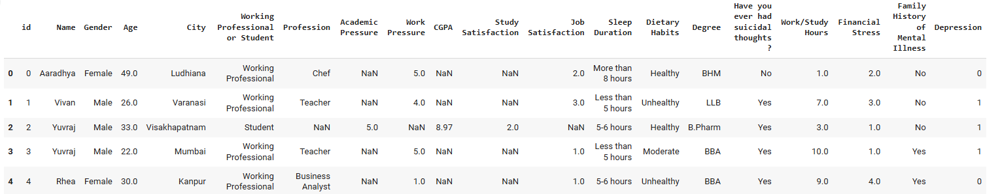 id Name Gender Age City Working Professional or Student Profession Academic Pressure Work Pressure CGPA Study Satisfaction Job Satisfaction Sleep Duration Dietary Habits Degree Have you ever had suicidal thoughts ? Work/Study Hours Financial Stress Family History of Mental Illness Depression
0 0 Aaradhya Female 49.0 Ludhiana Working Professional Chef NaN 5.0 NaN NaN 2.0 More than 8 hours Healthy BHM No 1.0 2.0 No 0
1 1 Vivan Male 26.0 Varanasi Working Professional Teacher NaN 4.0 NaN NaN 3.0 Less than 5 hours Unhealthy LLB Yes 7.0 3.0 No 1
2 2 Yuvraj Male 33.0 Visakhapatnam Student NaN 5.0 NaN 8.97 2.0 NaN 5-6 hours Healthy B.Pharm Yes 3.0 1.0 No 1
3 3 Yuvraj Male 22.0 Mumbai Working Professional Teacher NaN 5.0 NaN NaN 1.0 Less than 5 hours Moderate BBA Yes 10.0 1.0 Yes 1
4 4 Rhea Female 30.0 Kanpur Working Professional Business Analyst NaN 1.0 NaN NaN 1.0 5-6 hours Unhealthy BBA Yes 9.0 4.0 Yes 0